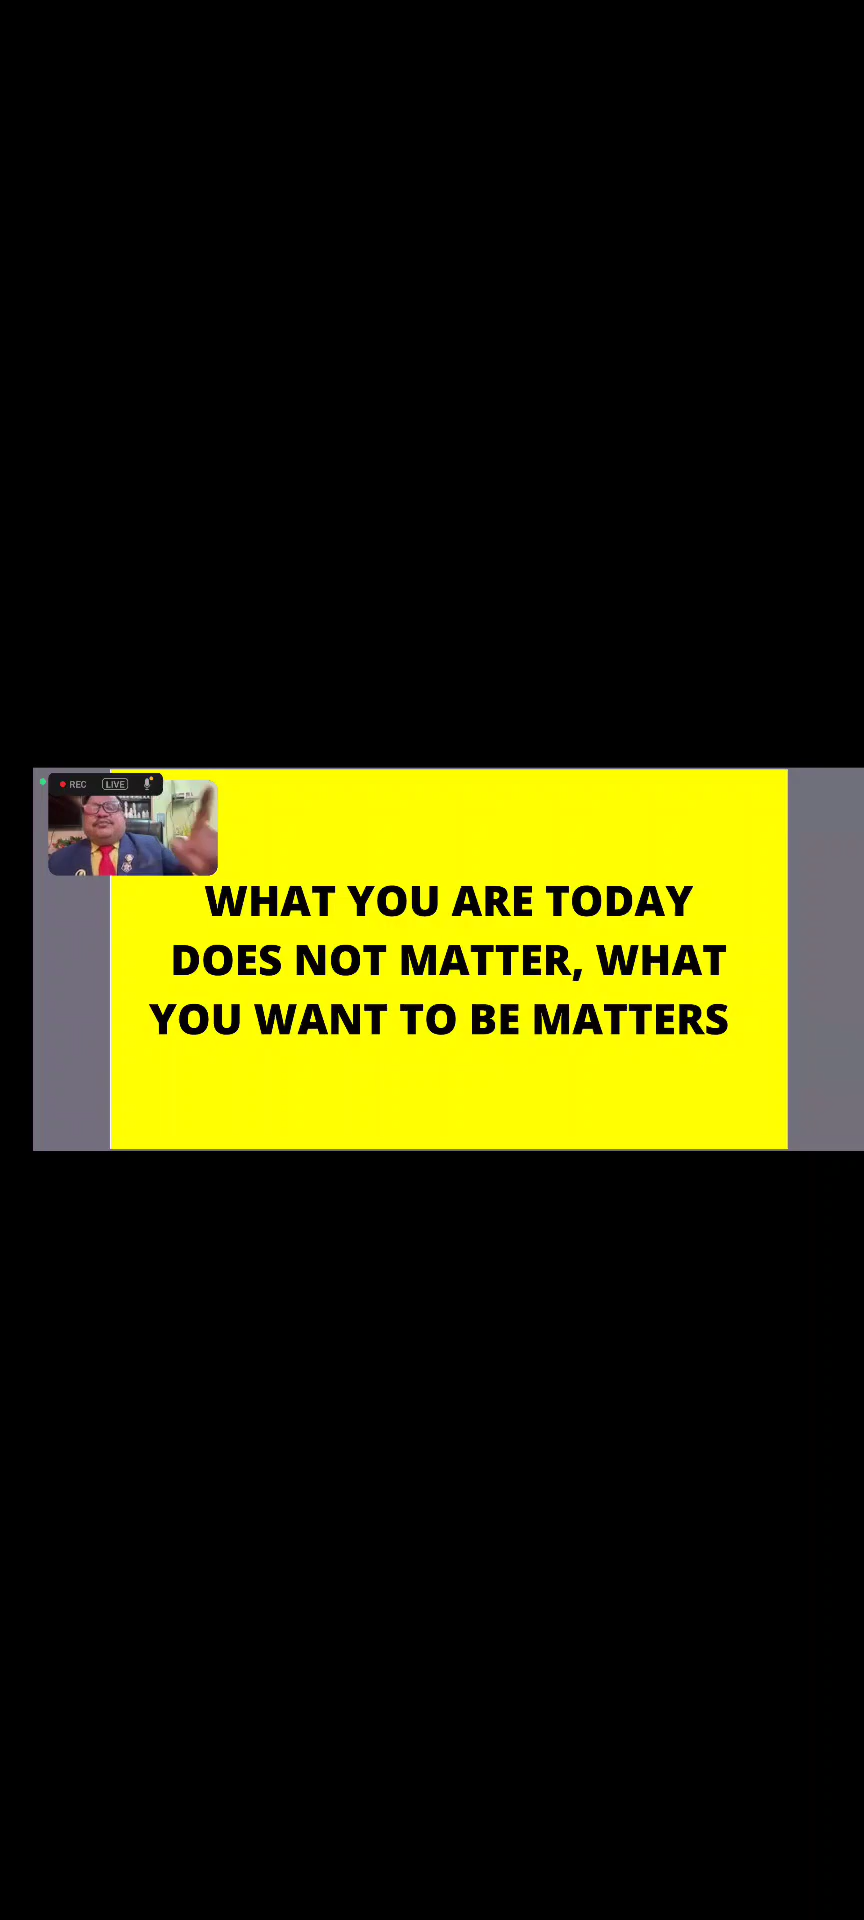 REC LIVE
WHAT YOU ARE TODAY
DOES NOT MATTER, WHAT
YOU WANT TO BE MATTERS